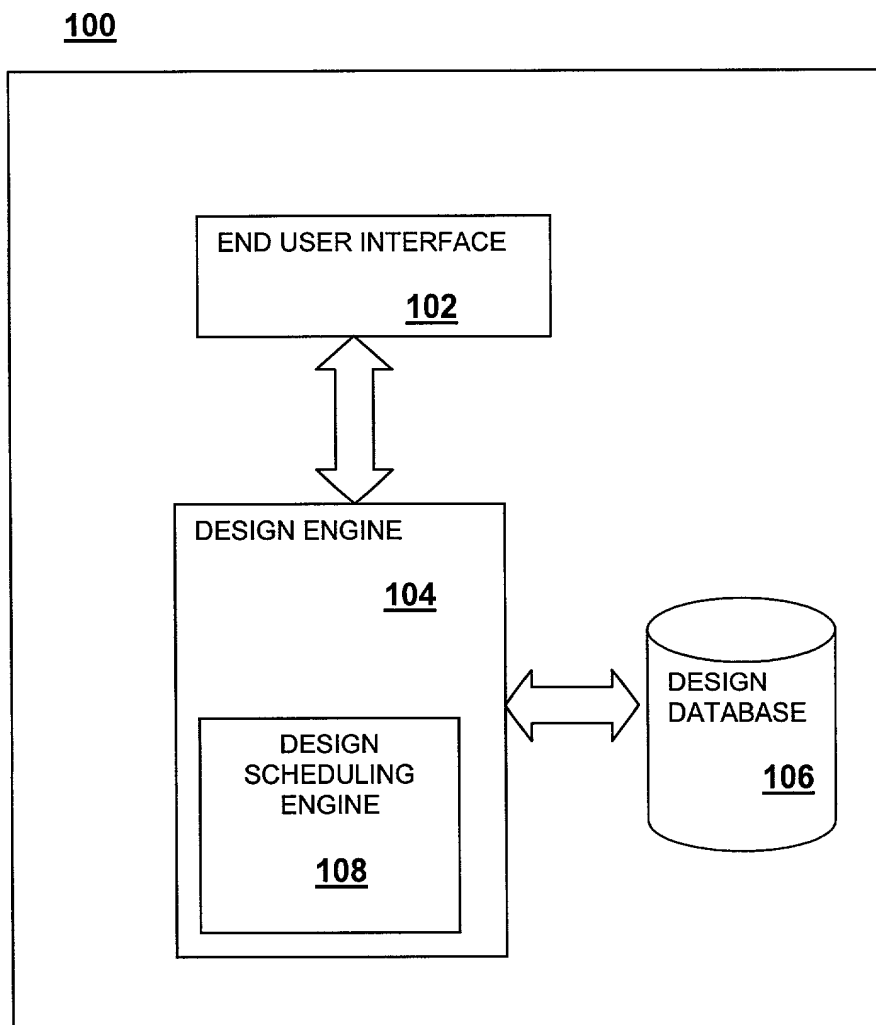 100
END USER INTERFACE
102
DESIGN ENGINE
104
DESIGN
SCHEDULING
ENGINE
108
DESIGN
DATABASE
106